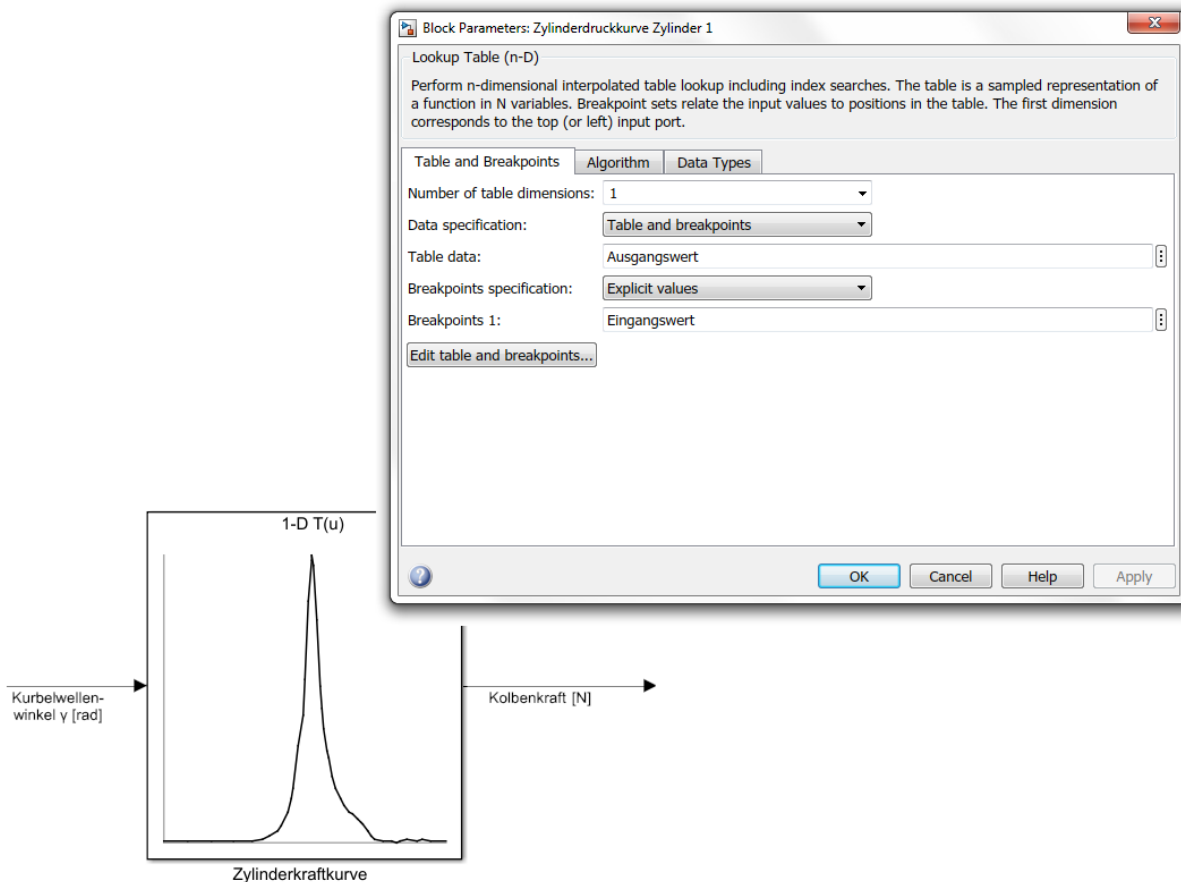 Block Parameters: Zylinderdruckkurve Zylinder 1
X
Lookup Table (n-D)
Perform n-dimensional interpolated table lookup including index searches. The table is a sampled representation of
a function in N variables. Breakpoint sets relate the input values to positions in the table. The first dimension
corresponds to the top (or left) input port.
Table and Breakpoints Algorithm Data Types
Number of table dimensions: 1
Data specification: Table and breakpoints
Table data: Ausgangswert
Breakpoints specification: Explicit values
Breakpoints 1: Eingangswert
Edit table and breakpoints...
? OK Cancel Help Apply
1-D T(u)
Kurbelwellen-
winkel γ [rad]
Kolbenkraft [N]
Zylinderkraftkurve